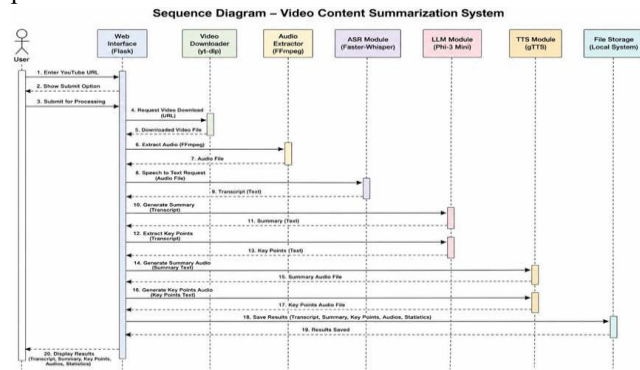 Sequence Diagram – Video Content Summarization System
User
Web
Interface
(Flask)
Video
Downloader
(yt-dlp)
Audio
Extractor
(FFmpeg)
ASR Module
(Faster-Whisper)
LLM Module
(Phi-3 Mini)
TTS Module
(gTTS)
File Storage
(Local System)
1. Enter YouTube URL
2. Show Submit Option
3. Submit for Processing
4. Request Video Download
(URL)
5. Downloaded Video File
6. Extract Audio (FFmpeg)
7. Audio File
8. Speech to Text Request
(Audio File)
9. Transcript (Text)
10. Generate Summary
(Transcript)
11. Summary (Text)
12. Extract Key Points
(Transcript)
13. Key Points (Text)
14. Generate Summary Audio
(Summary Text)
15. Summary Audio File
16. Generate Key Points Audio
(Key Points Text)
17. Key Points Audio File
18. Save Results (Transcript, Summary, Key Points, Audios, Statistics)
19. Results Saved
20. Display Results
(Transcript, Summary, Key Points,
Audios, Statistics)